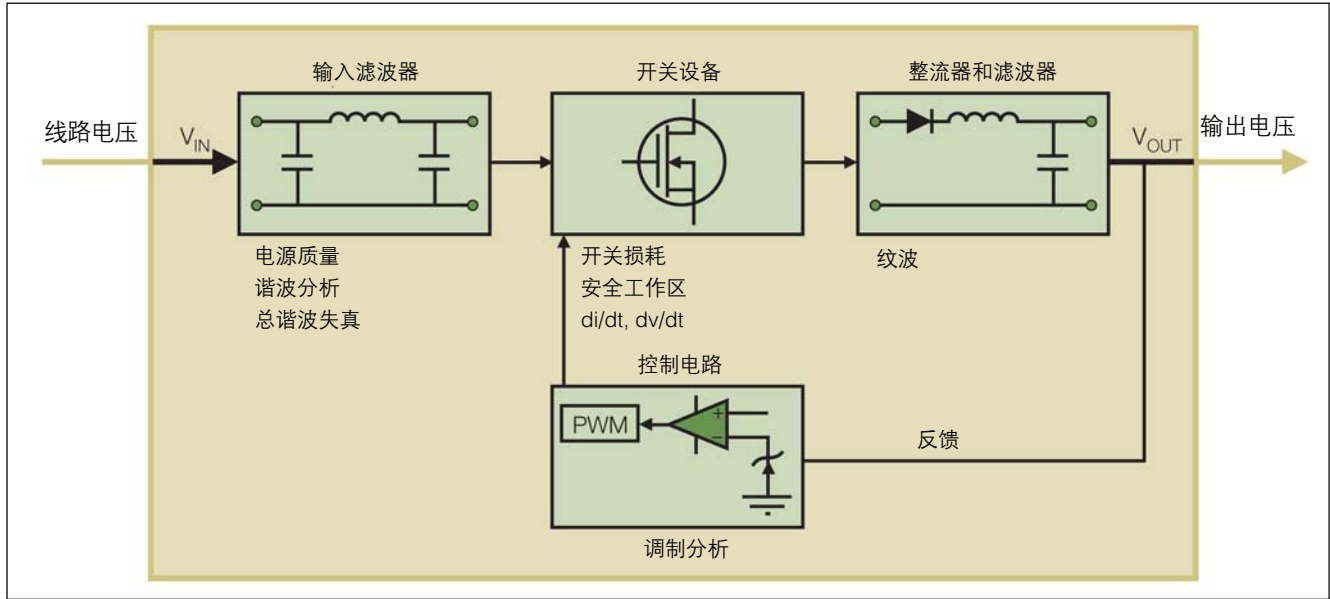 输入滤波器
开关设备
整流器和滤波器
线路电压
V_IN
V_OUT
输出电压
电源质量
谐波分析
总谐波失真
开关损耗
安全工作区
di/dt, dv/dt
纹波
控制电路
PWM
+
−
反馈
调制分析